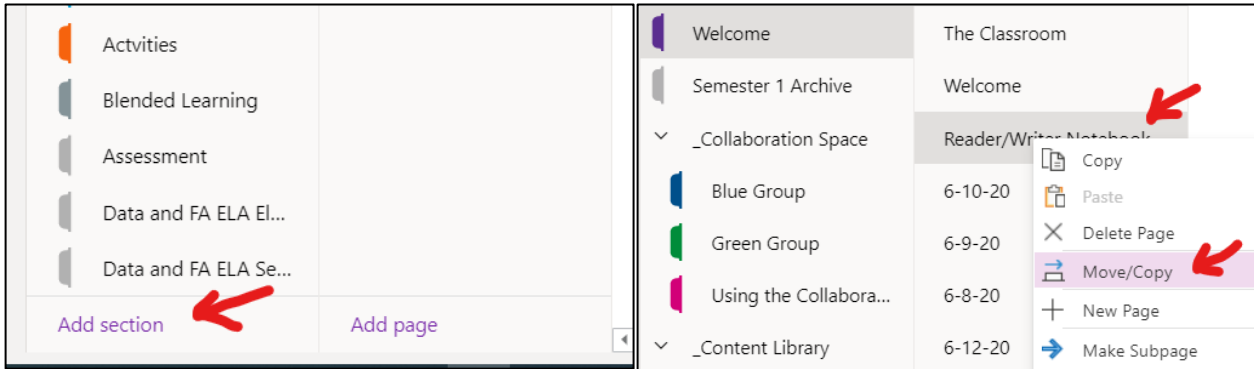 Actvities
Blended Learning
Assessment
Data and FA ELA El...
Data and FA ELA Se...
Add section
Add page
Welcome
Semester 1 Archive
_Collaboration Space
Blue Group
Green Group
Using the Collabora...
_Content Library
The Classroom
Welcome
Reader/Writer Notebook
6-10-20
6-9-20
6-8-20
6-12-20
Copy
Paste
Delete Page
Move/Copy
New Page
Make Subpage